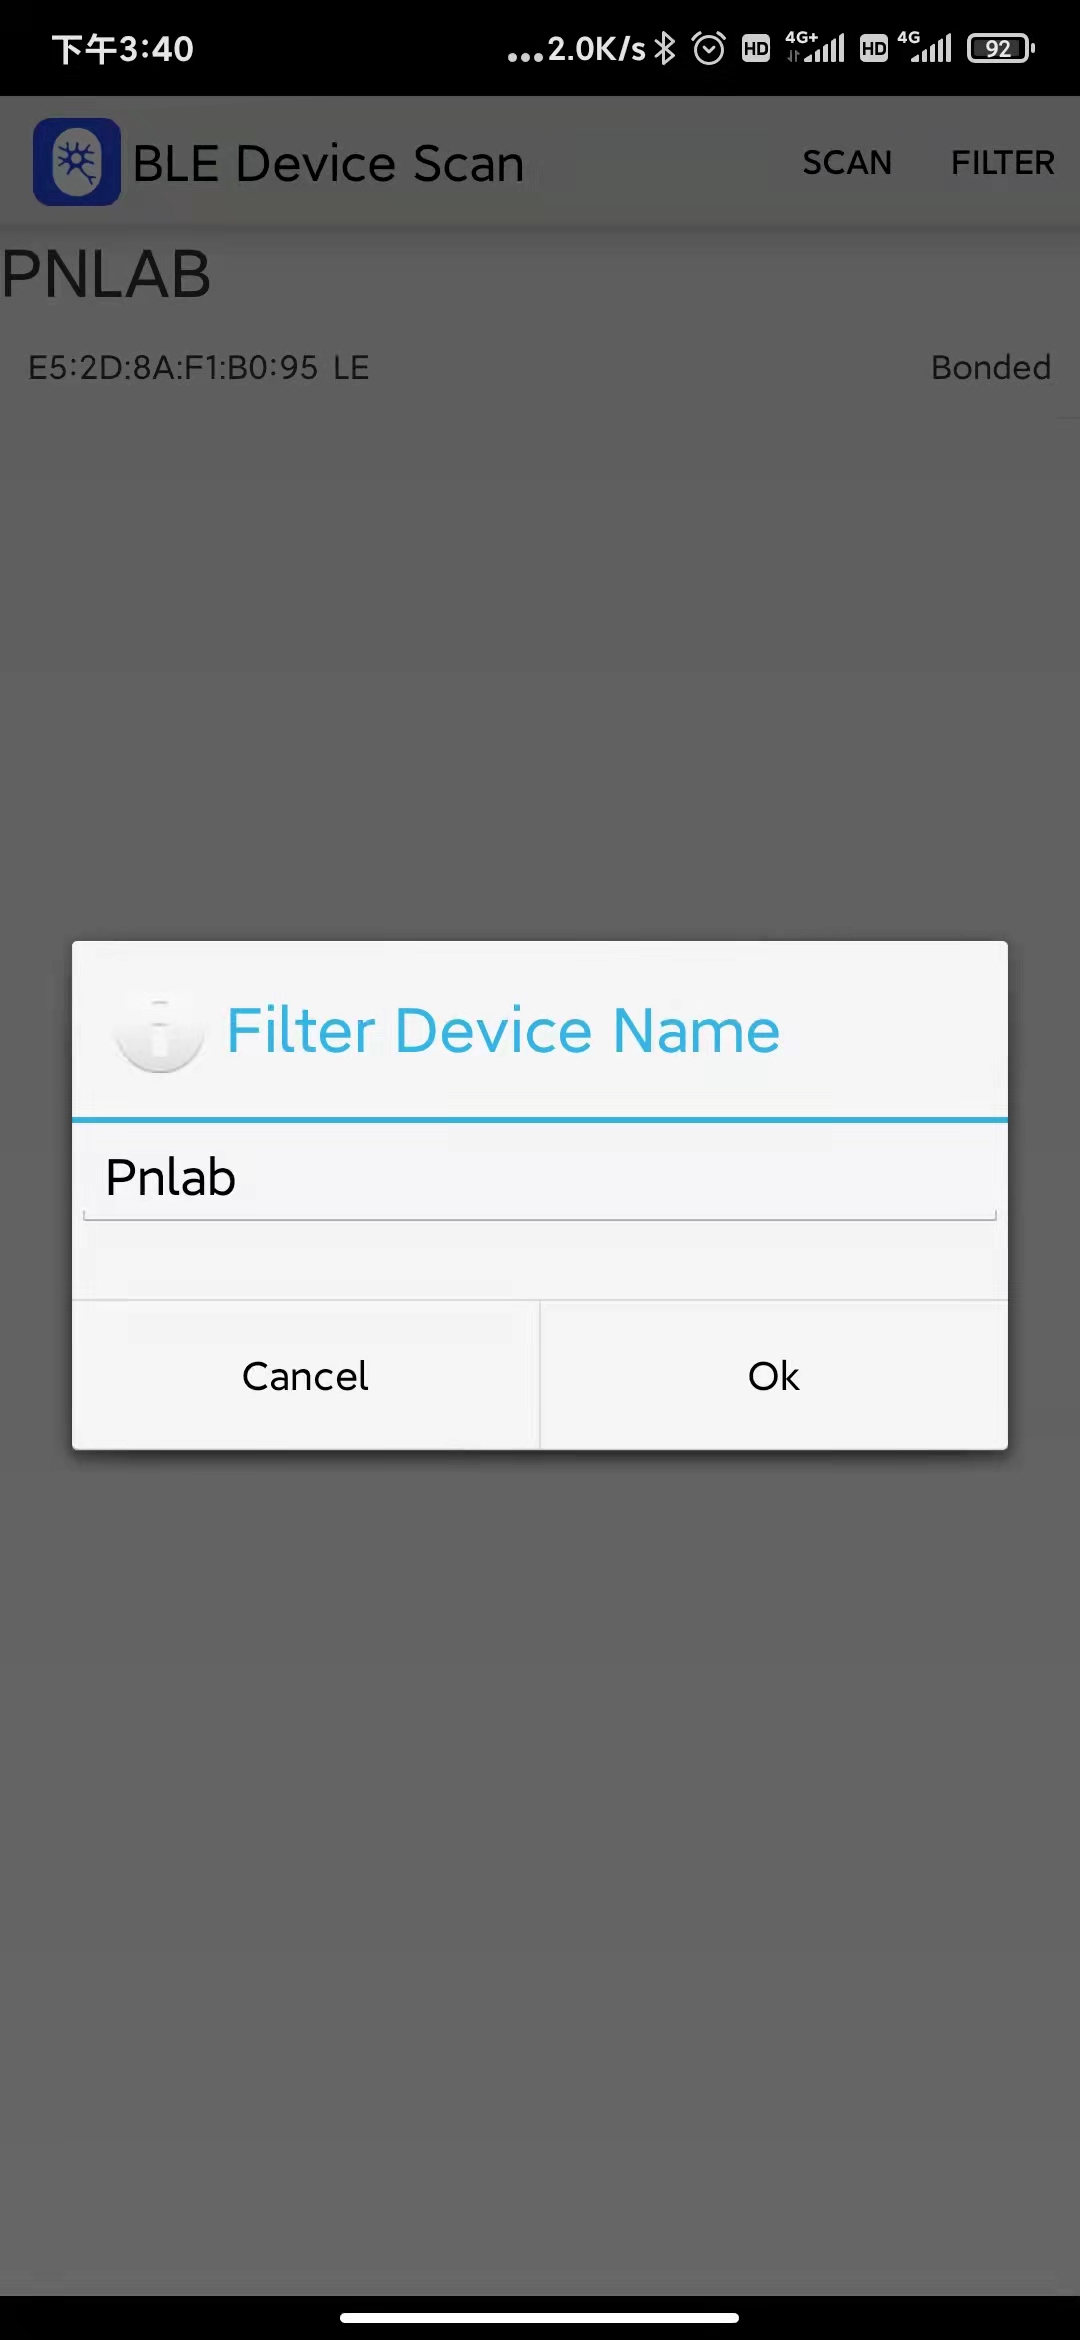 下午3:40 ...2.0K/s HD 4G+ HD 4G 92
BLE Device Scan SCAN FILTER
PNLAB
E5:2D:8A:F1:B0:95 LE Bonded
Filter Device Name
Pnlab
Cancel Ok